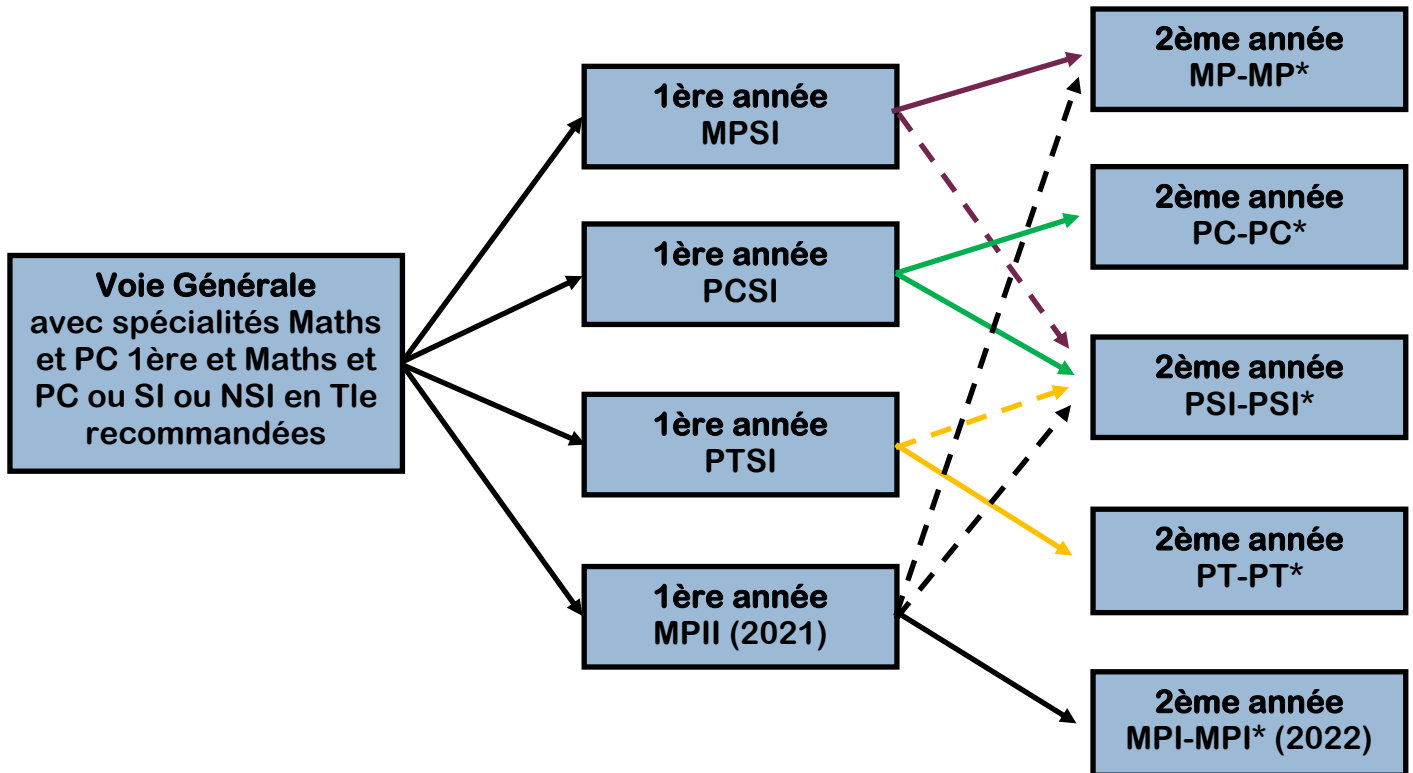 Voie Générale
avec spécialités Maths
et PC 1ère et Maths et
PC ou SI ou NSI en Tle
recommandées
1ère année
MPSI
1ère année
PCSI
1ère année
PTSI
1ère année
MPII (2021)
2ème année
MP-MP*
2ème année
PC-PC*
2ème année
PSI-PSI*
2ème année
PT-PT*
2ème année
MPI-MPI* (2022)